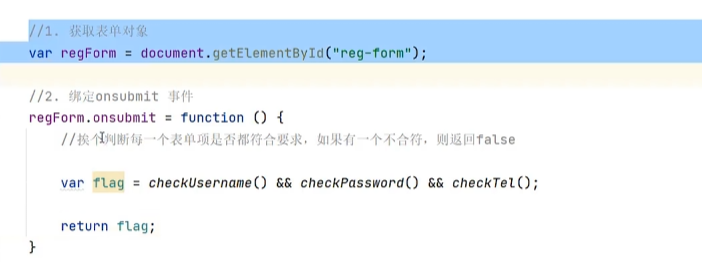 //1. 获取表单对象
var regForm = document.getElementById("reg-form");
//2. 绑定onsubmit 事件
regForm.onsubmit = function () {
//挨个判断每一个表单项是否都符合要求，如果有一个不合符，则返回false
var flag = checkUsername() && checkPassword() && checkTel();
return flag;
}